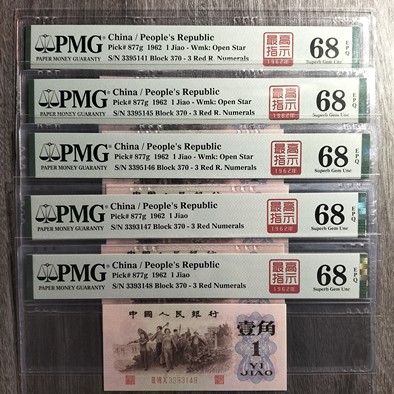 PMG
PAPER MONEY GUARANTY
China / People's Republic
Pick# 877g 1962 1 Jiao - Wmk: Open Star
S/N 3395141 Block 370 - 3 Red R. Numerals
最高
指示
1962年
68 EPQ
Superb Gem Unc
PMG
PAPER MONEY GUARANTY
China / People's Republic
Pick# 877g 1962 1 Jiao - Wmk: Open Star
S/N 3395145 Block 370 - 3 Red R. Numerals
最高
指示
1962年
68 EPQ
Superb Gem Unc
PMG
PAPER MONEY GUARANTY
China / People's Republic
Pick# 877g 1962 1 Jiao - Wmk: Open Star
S/N 3395146 Block 370 - 3 Red R. Numerals
最高
指示
1962年
68 EPQ
Superb Gem Unc
中国人民银行
PMG
PAPER MONEY GUARANTY
China / People's Republic
Pick# 877g 1962 1 Jiao
S/N 3393147 Block 370 - 3 Red Numerals
最高
指示
1962年
68 EPQ
Superb Gem Unc
PMG
PAPER MONEY GUARANTY
China / People's Republic
Pick# 877g 1962 1 Jiao
S/N 3393148 Block 370 - 3 Red Numerals
最高
指示
1962年
68 EPQ
Superb Gem Unc
中国人民银行
壹角
1
YI
JIAO
3393148